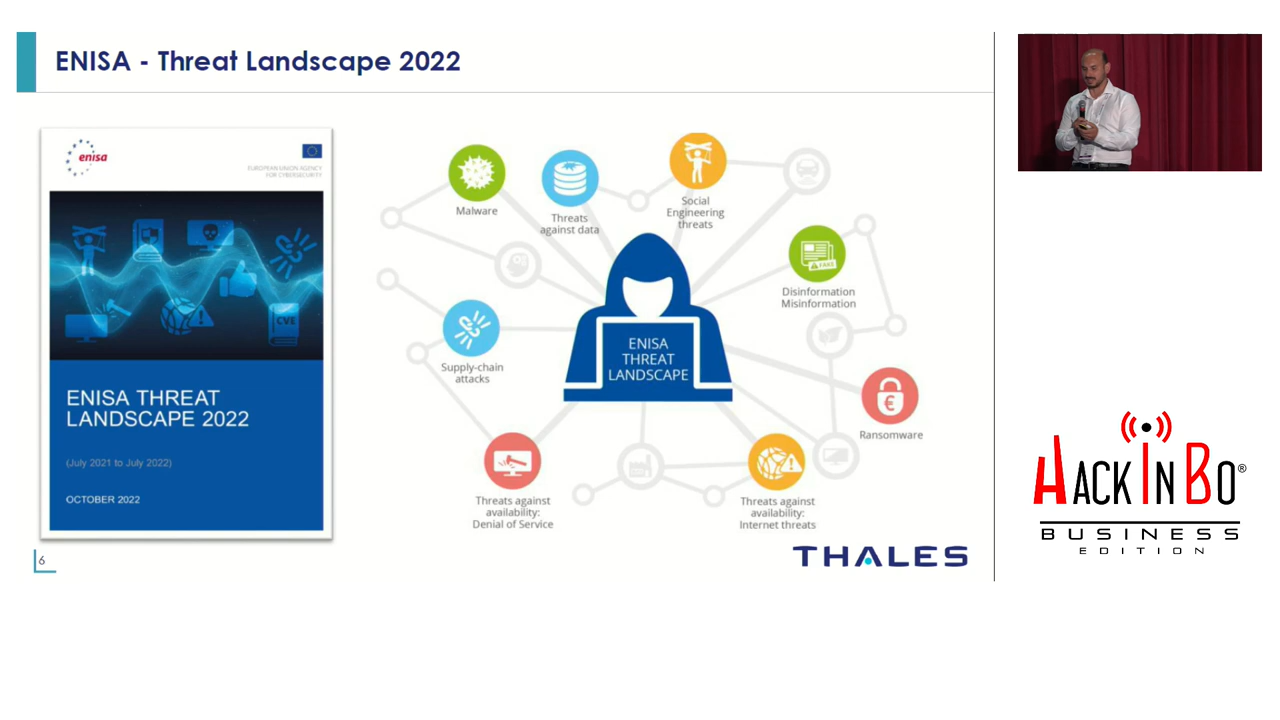 ENISA - Threat Landscape 2022
enisa
EUROPEAN UNION AGENCY
FOR CYBERSECURITY
CVE
ENISA THREAT
LANDSCAPE 2022
(July 2021 to July 2022)
OCTOBER 2022
Malware
Threats
against data
Social
Engineering
threats
FAKE
Disinformation
Misinformation
ENISA
THREAT
LANDSCAPE
Supply-chain
attacks
€
Ransomware
Threats against
availability:
Denial of Service
Threats against
availability:
Internet threats
6
THALES
HACKINBO®
BUSINESS
EDITION